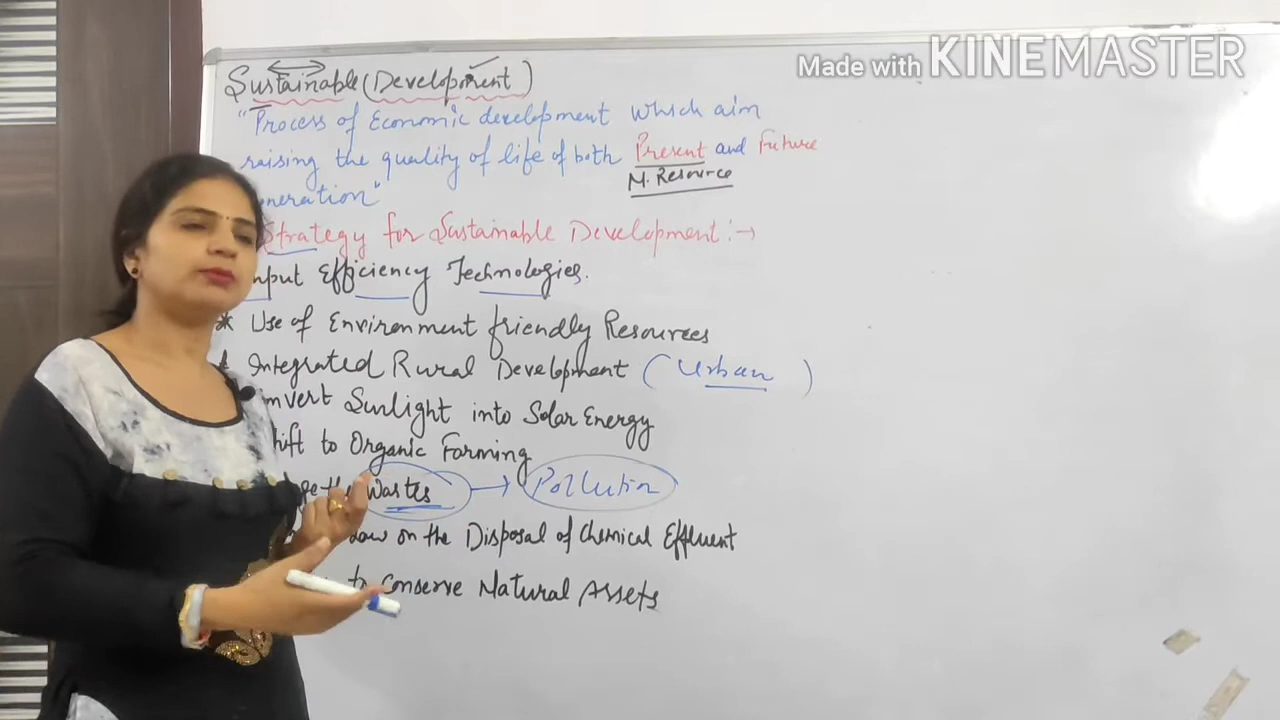 Made with KINEMASTER
Sustainable (Development)
"Process of Economic development which aim
raising the quality of life of both Present and Future
M. Resource
neration"
Strategy for Sustainable Development :→
nput Efficiency Technologies.
* Use of Environment friendly Resources
* Integrated Rural Development ( Urban )
nvert Sunlight into Solar Energy
hift to Organic Forming
the Wastes → Pollution
on the Disposal of Chemical Effluent
to Conserve Natural Assets